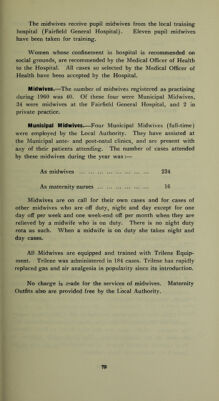 The midwives receive pupil midwives from the local training
hospital (Fairfield General Hospital). Eleven pupil midwives
have been taken for training.
Women whose confinement in hospital is recommended on
social grounds, are recommended by the Medical Officer of Health
to the Hospital. All cases so selected by the Medical Officer of
Health have been accepted by the Hospital.
Midwives.—The number of midwives registered as practising
during 1960 was 40. Of these four were Municipal Midwives,
34 were midwives at the Fairfield General Hospital, and 2 in
private practice.
Municipal Midwives.—Four Municipal Midwives (full-time)
were employed by the Local Authority. They have assisted at
the Municipal ante- and post-natal clinics, and are present with
any of their patients attending. The number of cases attended
by these midwives during the year was :—
As midwives ... ... ... ... ... ... 234
As maternity nurses ... ... ... ... ... 16
Midwives are on call for their own cases and for cases of
other midwives who are off duty, night and day except for one
day off per week and one week-end off per month when they are
relieved by a midwife who is on duty. There is no night duty
rota as such. When a midwife is on duty she takes night and
day cases.
All Midwives are equipped and trained with Trilene Equip-
ment. Trilene was administered in 184 cases. Trilene has rapidly
replaced gas and air analgesia in popularity since its introduction.
No charge is made for the services of midwives. Maternity
Outfits also are provided free by the Local Authority.